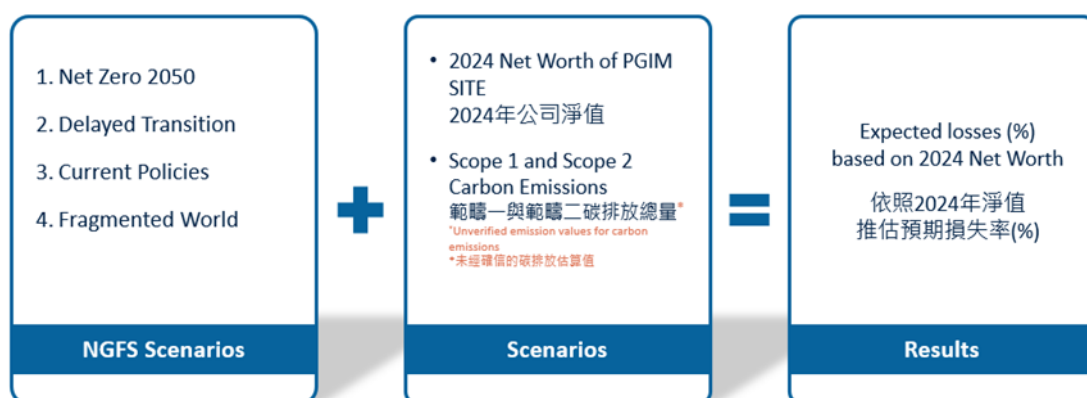 1. Net Zero 2050
2. Delayed Transition
3. Current Policies
4. Fragmented World
NGFS Scenarios
• 2024 Net Worth of PGIM
SITE
2024年公司淨值
• Scope 1 and Scope 2
Carbon Emissions
範疇一與範疇二碳排放總量*
*Unverified emission values for carbon
emissions
*未經確信的碳排放估算值
Scenarios
Expected losses (%)
based on 2024 Net Worth
依照2024年淨值
推估預期損失率(%)
Results